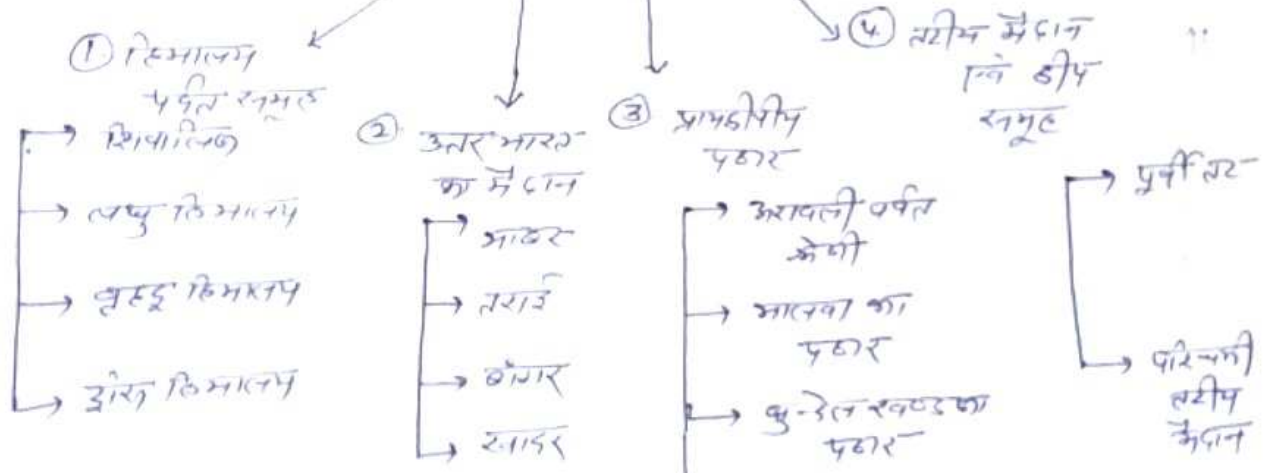 ① हिमालय
पर्वत समूह
→ शिवालिक
→ लघु हिमालय
→ वृहद् हिमालय
→ ट्रांस हिमालय
② उत्तर भारत
का मैदान
→ भाबर
→ तराई
→ बाँगर
→ खादर
③ प्रायद्वीपीय
पठार
→ अरावली पर्वत
श्रेणी
→ मालवा का
पठार
→ बुन्देलखण्ड का
पठार
④ तटीय मैदान
एवं द्वीप
समूह
→ पूर्वी तट
→ पश्चिमी
तटीय
मैदान